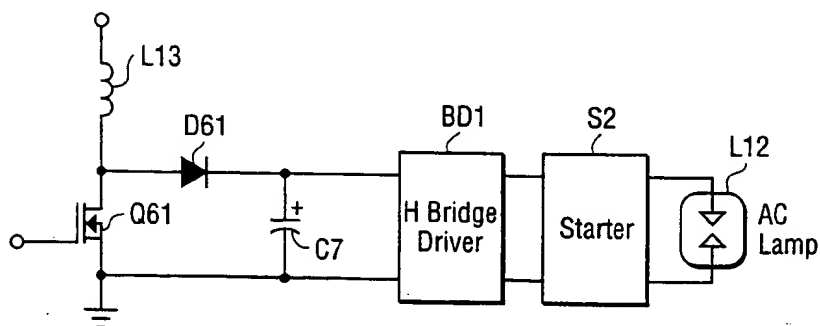 L13
D61
BD1
S2
L12
Q61
+
C7
H Bridge
Driver
Starter
AC
Lamp